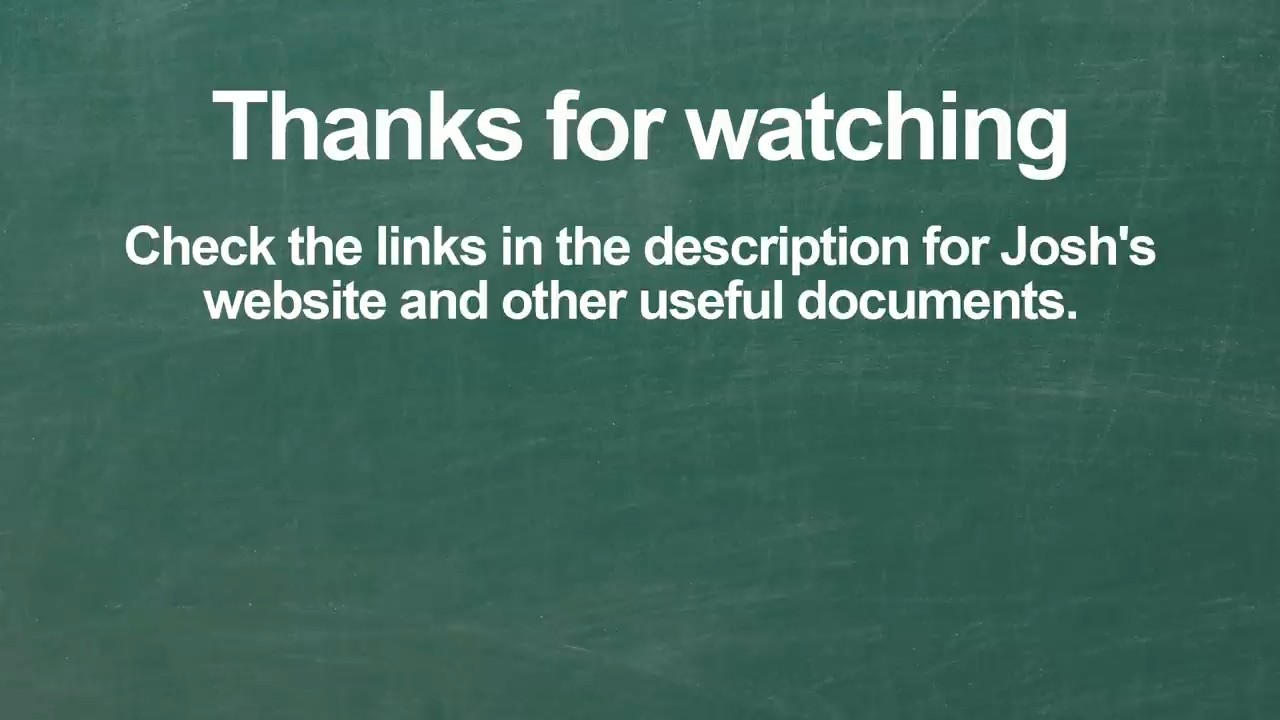 Thanks for watching
Check the links in the description for Josh's
website and other useful documents.